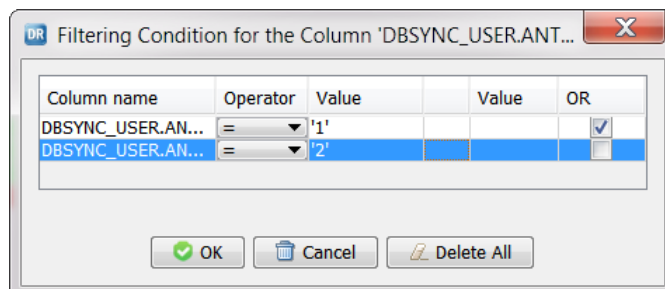 DR Filtering Condition for the Column 'DBSYNC_USER.ANT... X
Column name Operator Value Value OR
DBSYNC_USER.AN... = '1'
DBSYNC_USER.AN... = '2'
OK Cancel Delete All